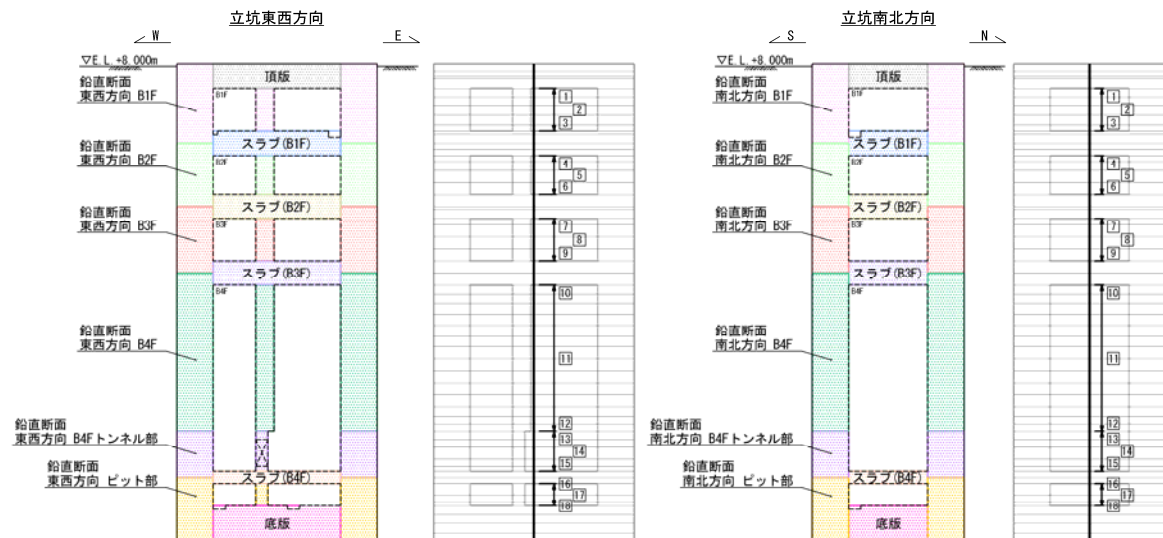 立坑東西方向
W
E
▽E.L.+8.000m
頂版
鉛直断面
東西方向 B1F
B1F
スラブ(B1F)
鉛直断面
東西方向 B2F
B2F
スラブ(B2F)
鉛直断面
東西方向 B3F
B3F
スラブ(B3F)
B4F
鉛直断面
東西方向 B4F
鉛直断面
東西方向 B4Fトンネル部
スラブ(B4F)
鉛直断面
東西方向 ピット部
底版
1
2
3
4
5
6
7
8
9
10
11
12
13
14
15
16
17
18
立坑南北方向
S
N
▽E.L.+8.000m
頂版
鉛直断面
南北方向 B1F
B1F
スラブ(B1F)
鉛直断面
南北方向 B2F
B2F
スラブ(B2F)
鉛直断面
南北方向 B3F
B3F
スラブ(B3F)
B4F
鉛直断面
南北方向 B4F
鉛直断面
南北方向 B4Fトンネル部
スラブ(B4F)
鉛直断面
南北方向 ピット部
底版
1
2
3
4
5
6
7
8
9
10
11
12
13
14
15
16
17
18